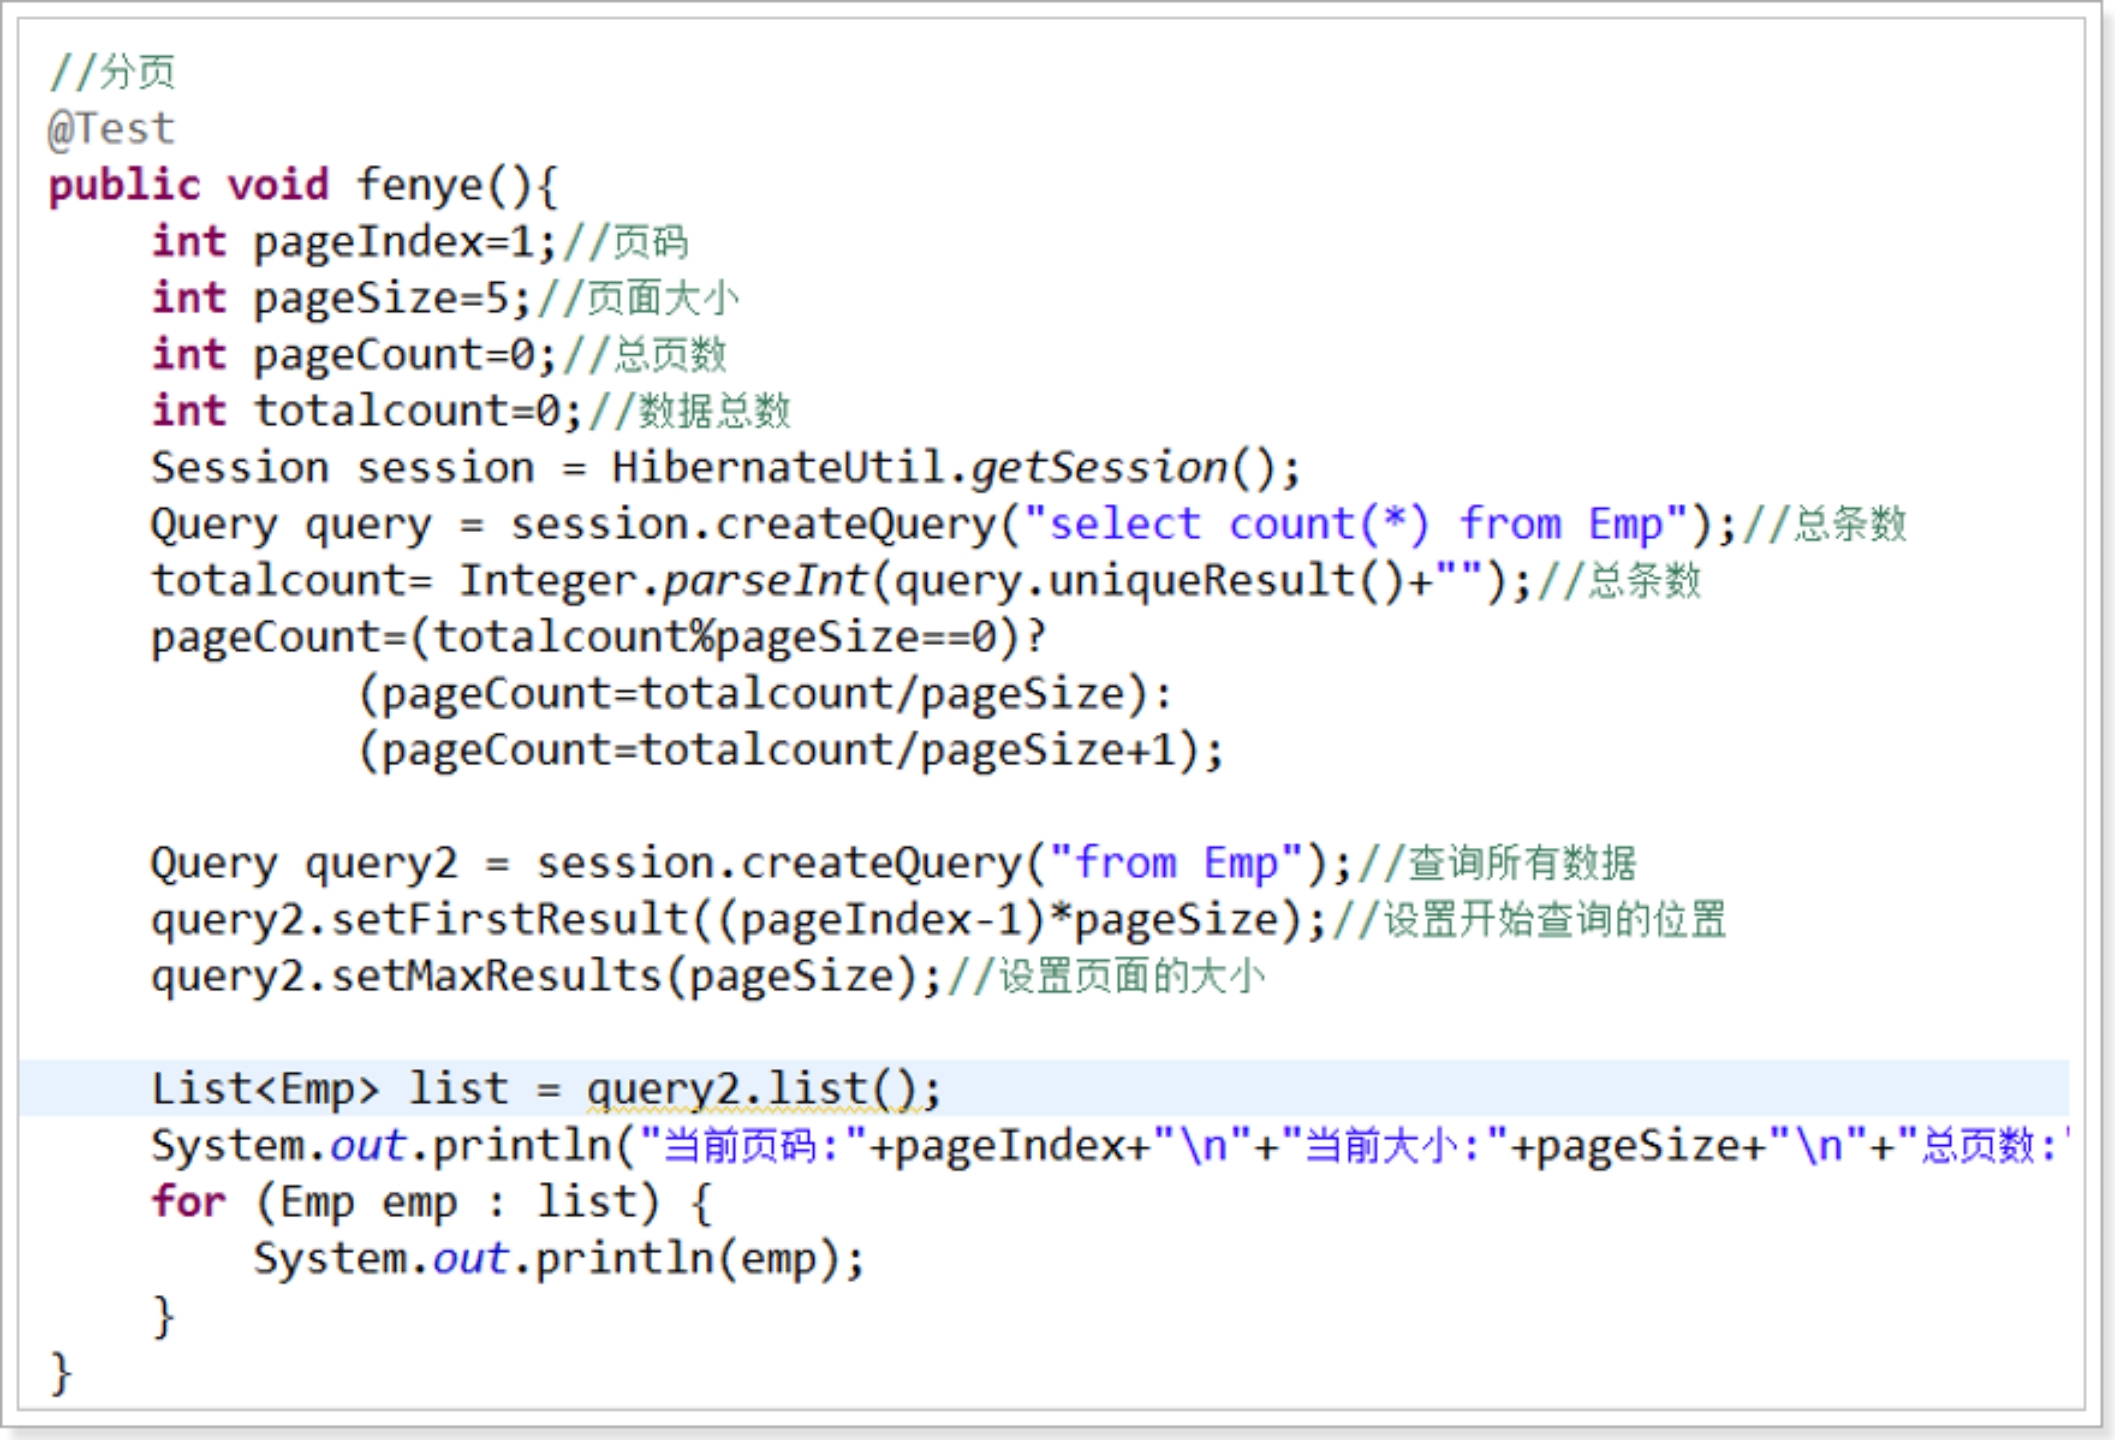 //分页
@Test
public void fenye(){
    int pageIndex=1;//页码
    int pageSize=5;//页面大小
    int pageCount=0;//总页数
    int totalcount=0;//数据总数
    Session session = HibernateUtil.getSession();
    Query query = session.createQuery("select count(*) from Emp");//总条数
    totalcount= Integer.parseInt(query.uniqueResult()+"");//总条数
    pageCount=(totalcount%pageSize==0)?
            (pageCount=totalcount/pageSize):
            (pageCount=totalcount/pageSize+1);
    Query query2 = session.createQuery("from Emp");//查询所有数据
    query2.setFirstResult((pageIndex-1)*pageSize);//设置开始查询的位置
    query2.setMaxResults(pageSize);//设置页面的大小
    List<Emp> list = query2.list();
    System.out.println("当前页码:"+pageIndex+"\n"+"当前大小:"+pageSize+"\n"+"总页数:"
    for (Emp emp : list) {
        System.out.println(emp);
    }
}